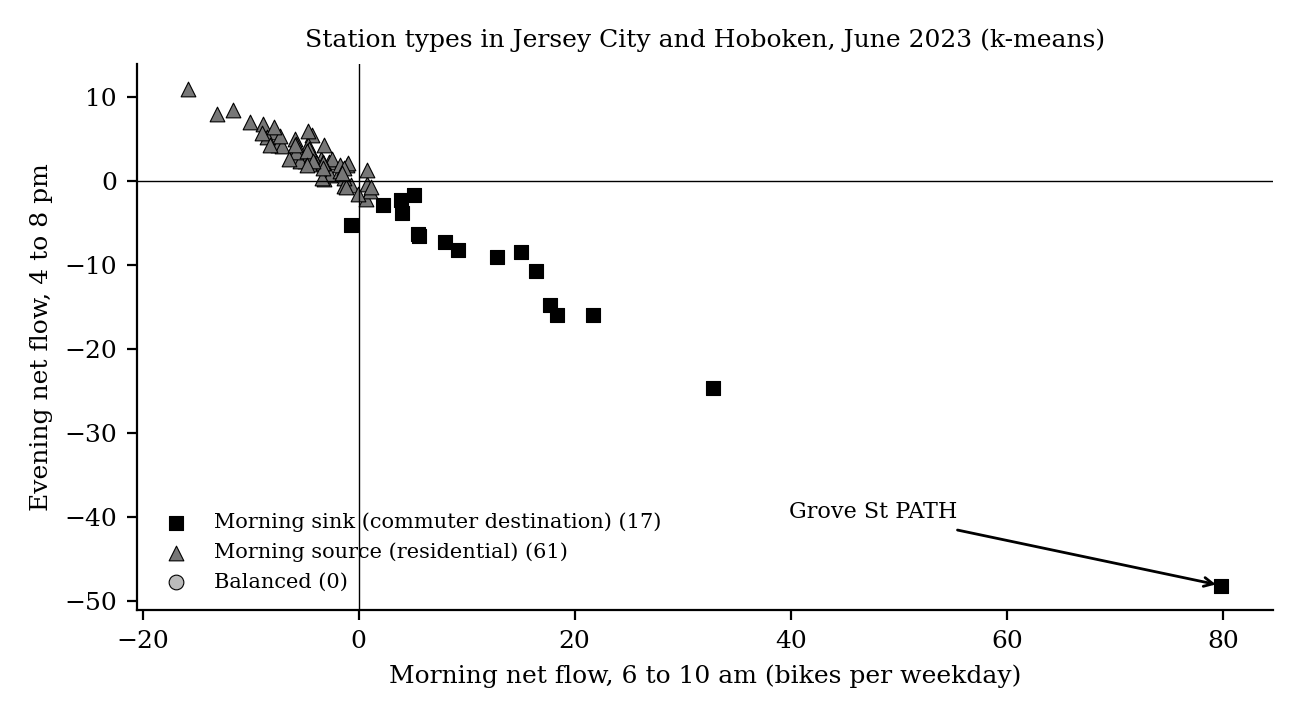 Station types in Jersey City and Hoboken, June 2023 (k-means)
Evening net flow, 4 to 8 pm
10
0
−10
−20
−30
−40
−50
Grove St PATH
Morning sink (commuter destination) (17)
Morning source (residential) (61)
Balanced (0)
−20
0
20
40
60
80
Morning net flow, 6 to 10 am (bikes per weekday)